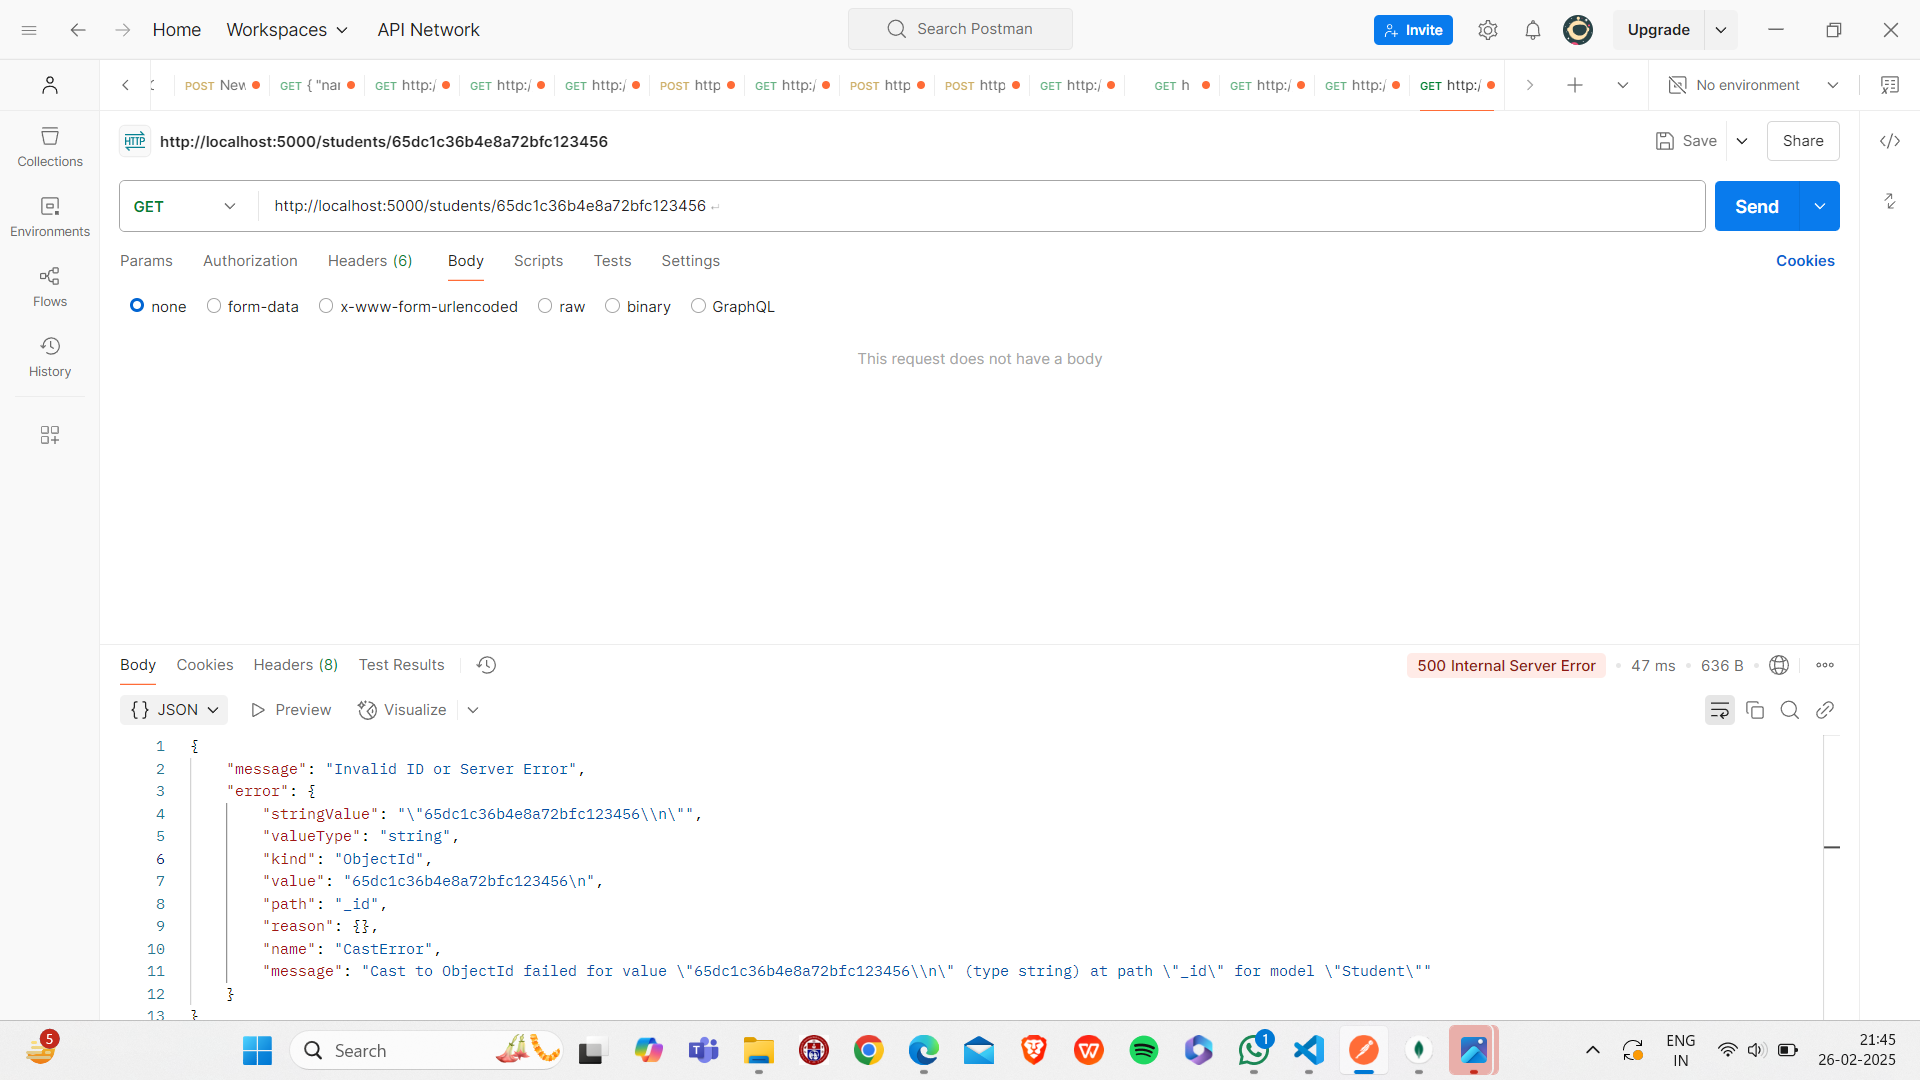 Home Workspaces API Network Search Postman Invite Upgrade
POST New GET { "nar GET http:/ GET http:/ GET http:/ POST http GET http:/ POST http POST http GET http:/ GET h GET http:/ GET http:/ GET http:/ No environment
HTTP http://localhost:5000/students/65dc1c36b4e8a72bfc123456 Save Share
Collections
GET http://localhost:5000/students/65dc1c36b4e8a72bfc123456 Send
Environments
Params Authorization Headers (6) Body Scripts Tests Settings Cookies
Flows
none form-data x-www-form-urlencoded raw binary GraphQL
This request does not have a body
History
Body Cookies Headers (8) Test Results 500 Internal Server Error 47 ms 636 B
{} JSON Preview Visualize
1 {
2 "message": "Invalid ID or Server Error",
3 "error": {
4 "stringValue": "\"65dc1c36b4e8a72bfc123456\\n\"",
5 "valueType": "string",
6 "kind": "ObjectId",
7 "value": "65dc1c36b4e8a72bfc123456\n",
8 "path": "_id",
9 "reason": {},
10 "name": "CastError",
11 "message": "Cast to ObjectId failed for value \"65dc1c36b4e8a72bfc123456\\n\" (type string) at path \"_id\" for model \"Student\""
12 }
13 }
5 Search 1 ENG 21:45
IN 26-02-2025